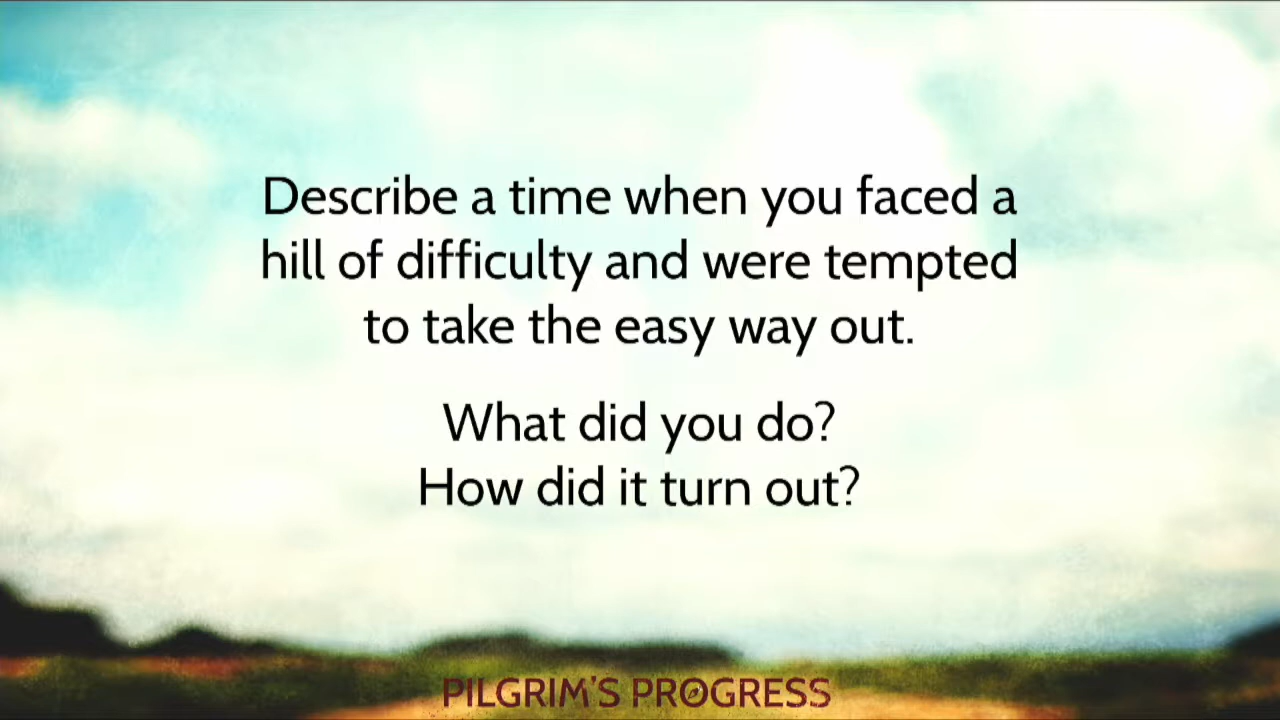 Describe a time when you faced a
hill of difficulty and were tempted
to take the easy way out.
What did you do?
How did it turn out?
PILGRIM'S PROGRESS